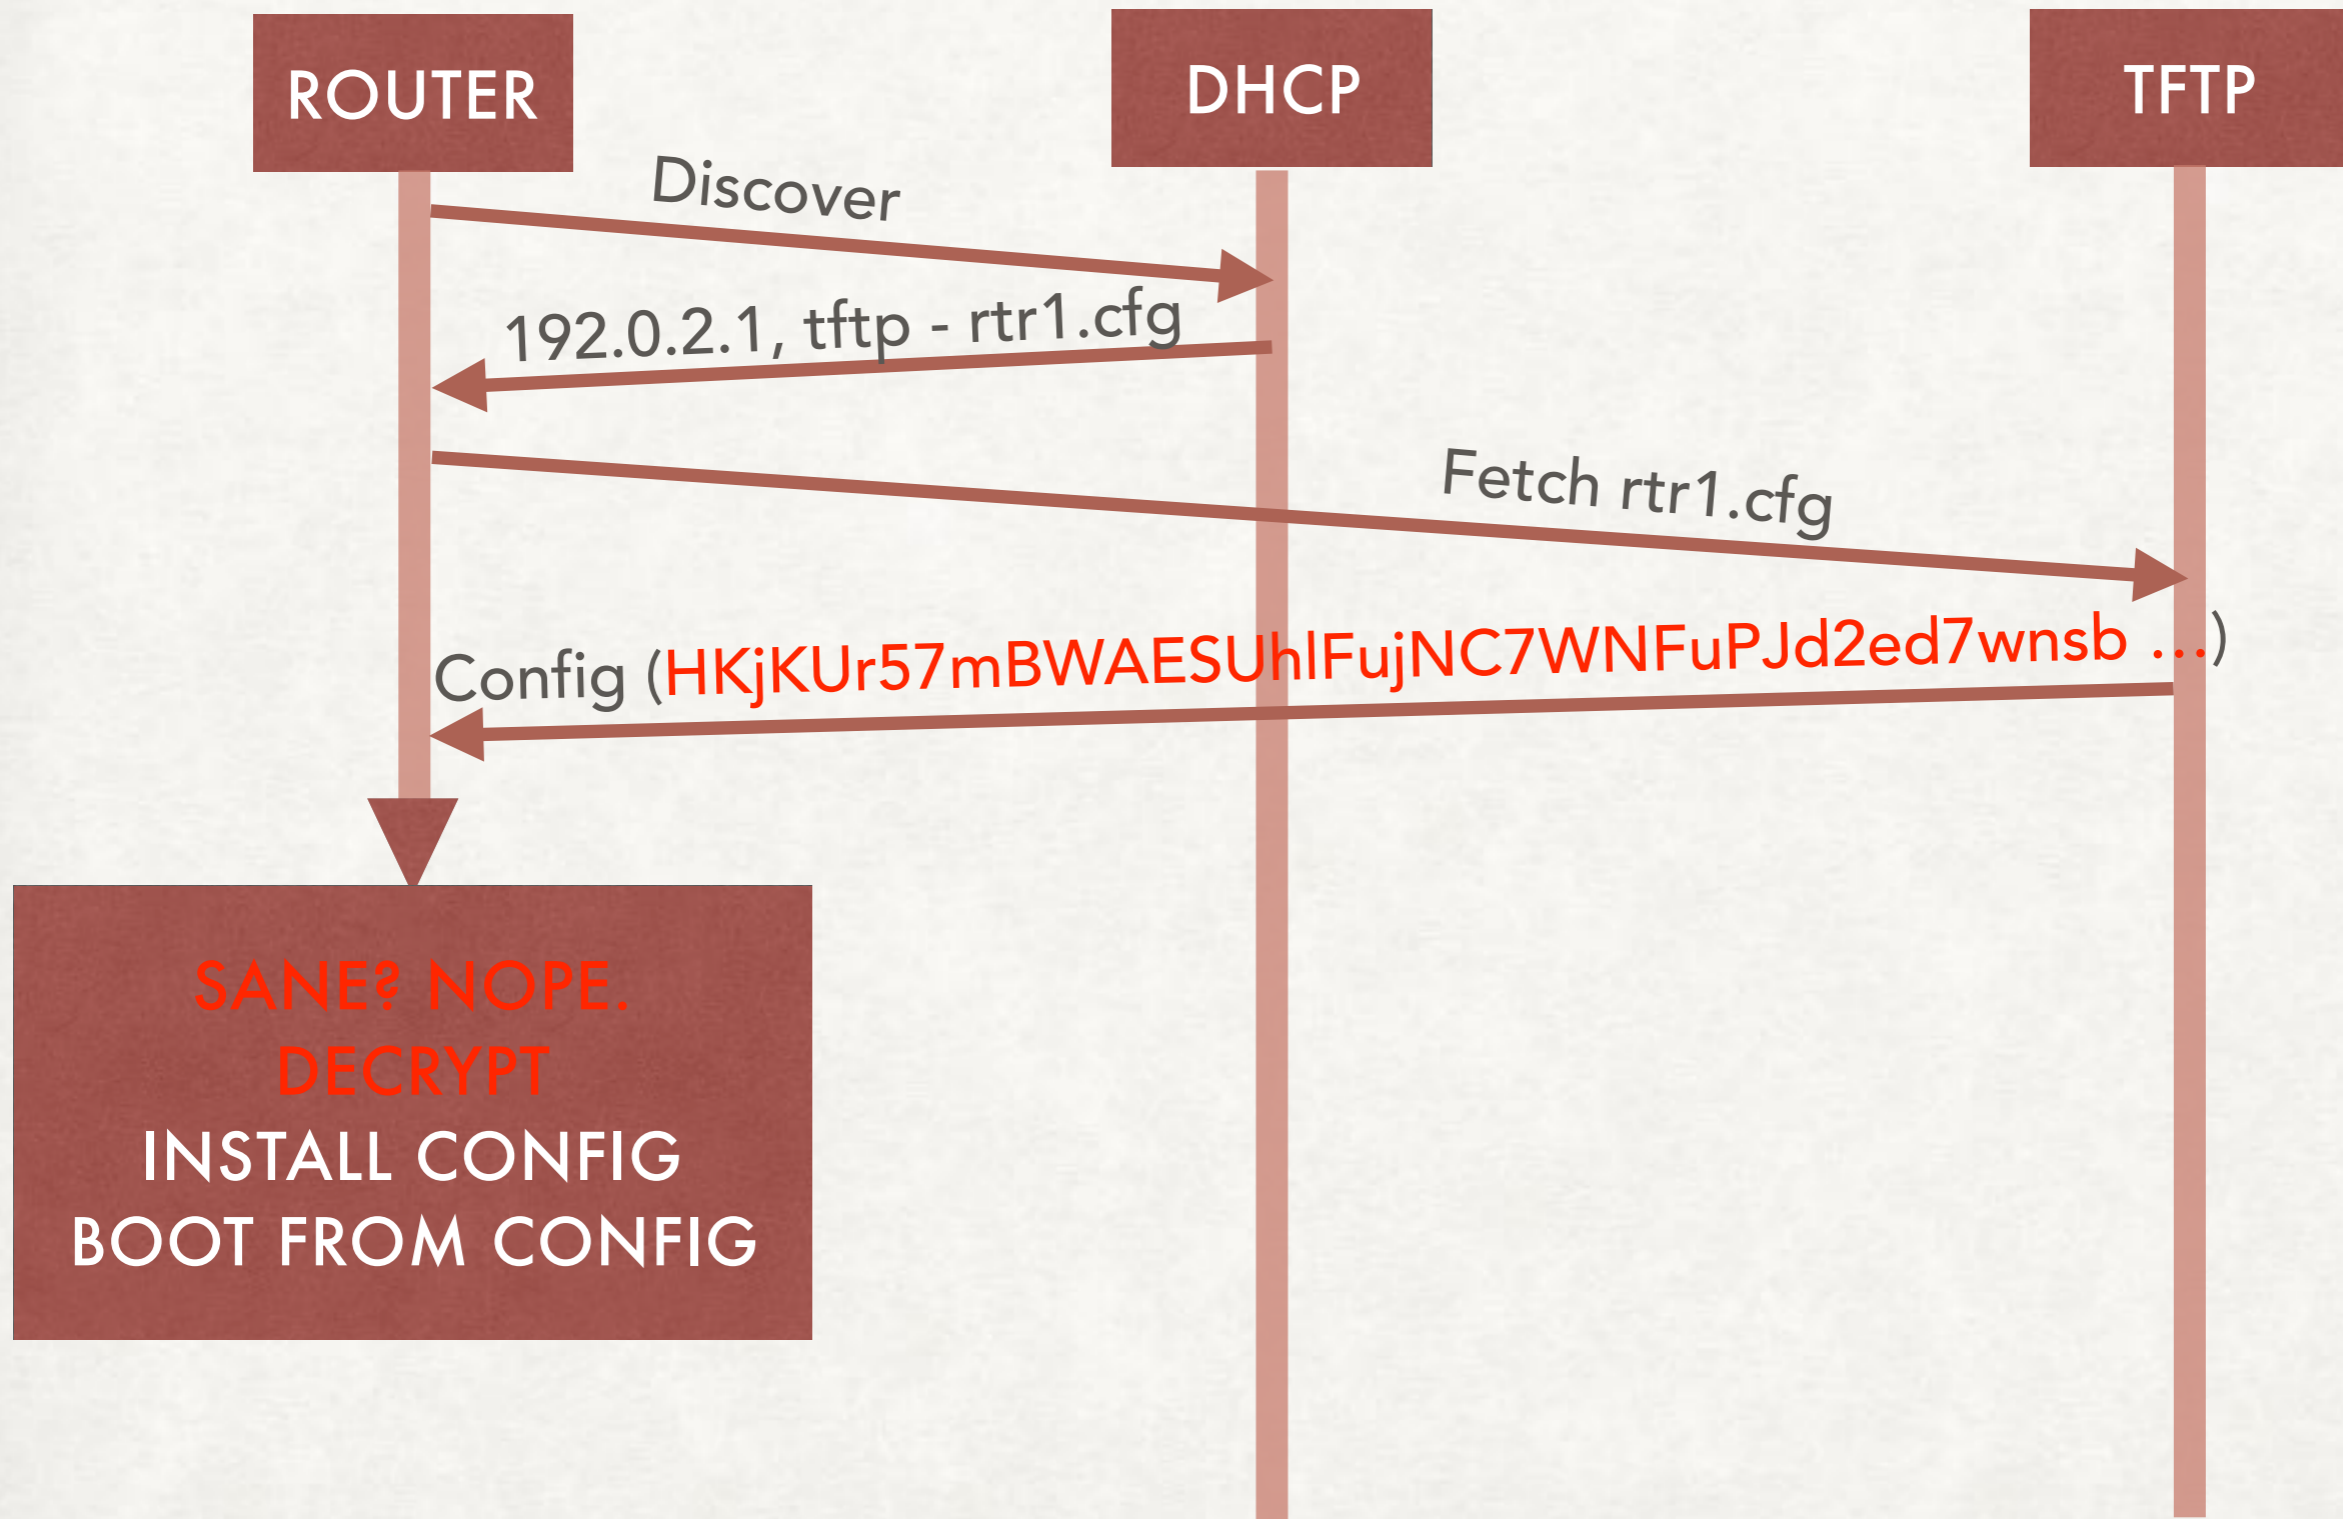 ROUTER
DHCP
TFTP
Discover
192.0.2.1, tftp - rtr1.cfg
Fetch rtr1.cfg
Config (HKjKUr57mBWAESUhlFujNC7WNFuPJd2ed7wnsb ...)
SANE? NOPE.
DECRYPT
INSTALL CONFIG
BOOT FROM CONFIG